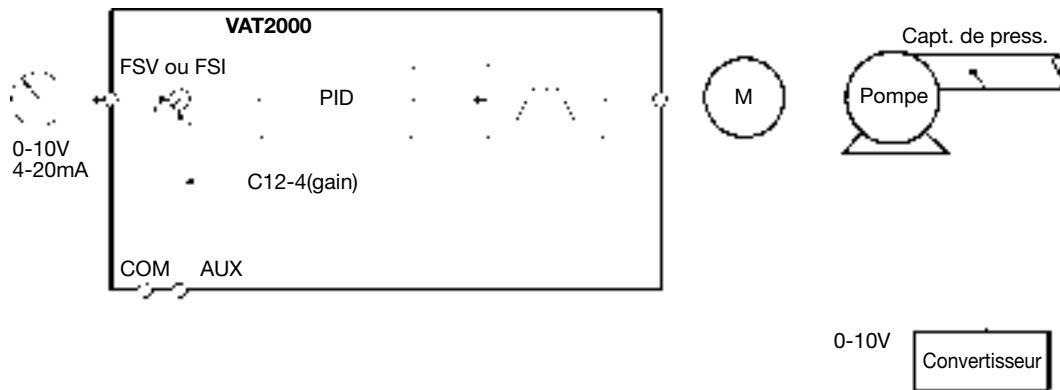 VAT2000
Capt. de press.
FSV ou FSI
PID
M
Pompe
0-10V
4-20mA
C12-4(gain)
COM
AUX
0-10V
Convertisseur